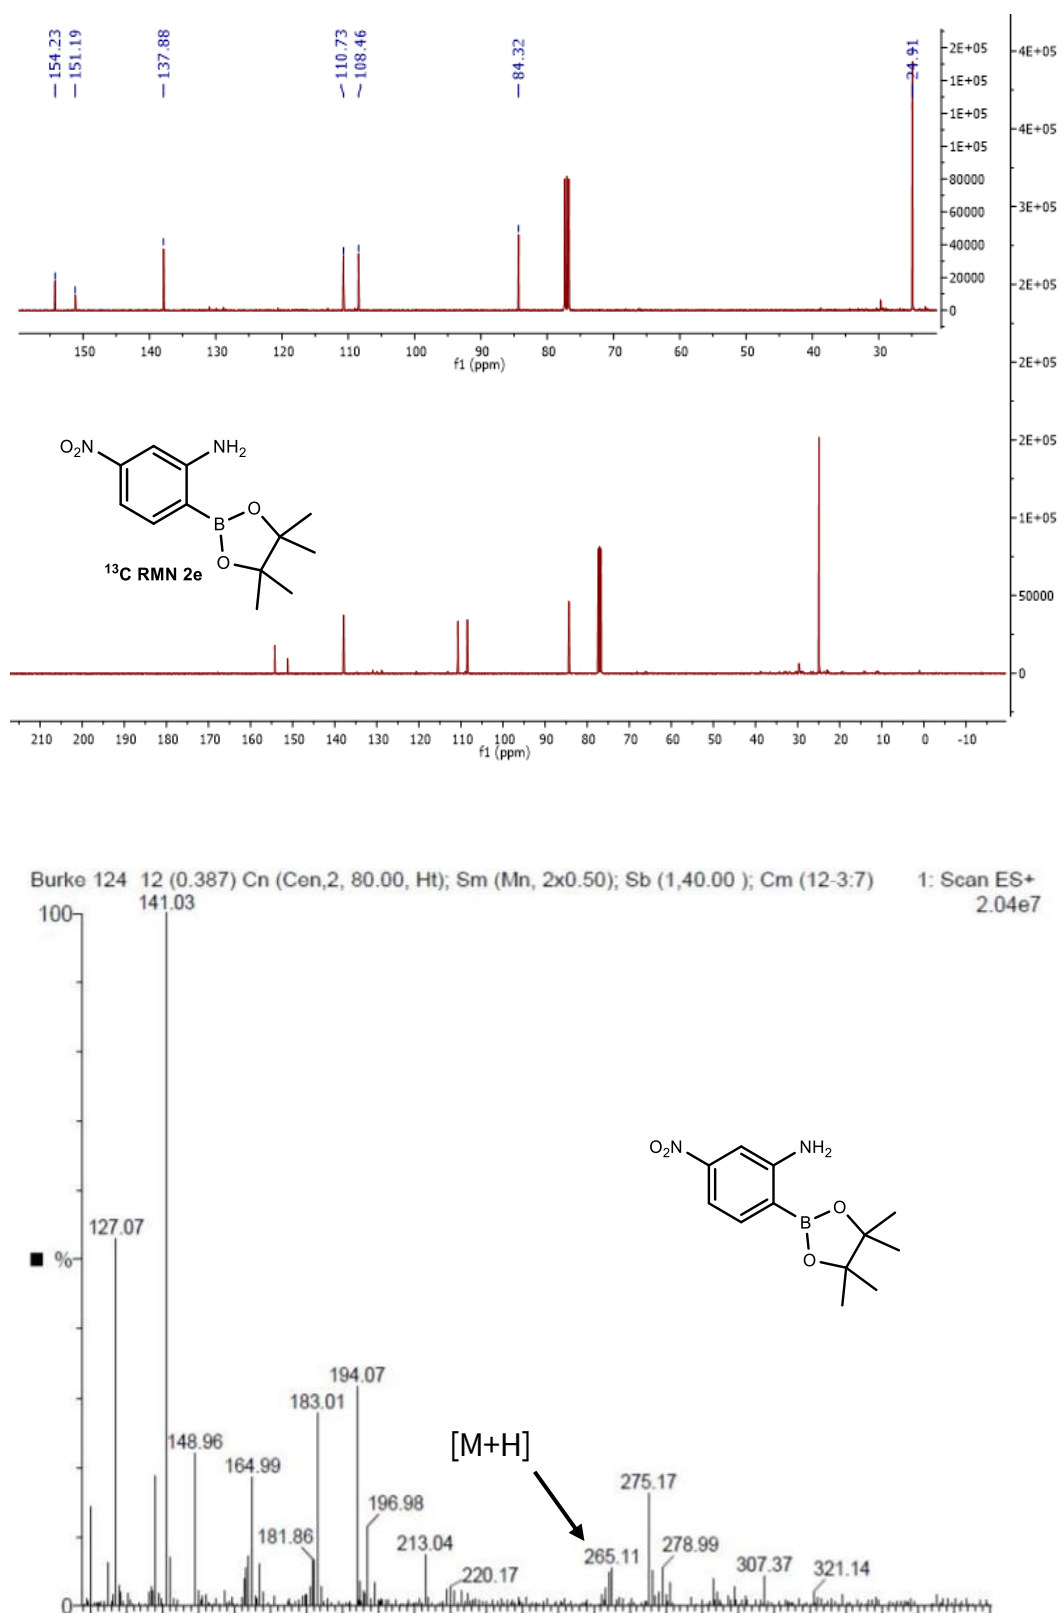 154.23
151.19
137.88
110.73
108.46
84.32
24.91
2E+05
1E+05
1E+05
1E+05
80000
60000
40000
20000
0
4E+05
4E+05
3E+05
2E+05
2E+05
2E+05
1E+05
50000
0
150 140 130 120 110 100 90 80 70 60 50 40 30
f1 (ppm)
O2N NH2
B O
O
13C RMN 2e
210 200 190 180 170 160 150 140 130 120 110 100 90 80 70 60 50 40 30 20 10 0 -10
f1 (ppm)
Burke 124 12 (0.387) Cn (Cen,2, 80.00, Ht); Sm (Mn, 2x0.50); Sb (1,40.00 ); Cm (12-3:7) 1: Scan ES+
2.04e7
100
141.03
127.07
%
O2N NH2
B O
O
194.07
183.01
148.96
164.99
[M+H]
275.17
196.98
181.86
213.04
265.11
278.99
220.17
307.37
321.14
0